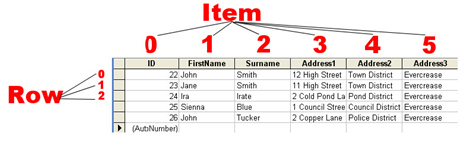 Item
0 1 2 3 4 5
ID FirstName Surname Address1 Address2 Address3
Row
0 22 John Smith 12 High Street Town District Evercrease
1 23 Jane Smith 11 High Street Town District Evercrease
2 24 Ira Irate 2 Cold Pond La Pond District Evercrease
25 Sienna Blue 1 Council Stree Council District Evercrease
26 John Tucker 2 Copper Lane Police District Evercrease
(AutoNumber)